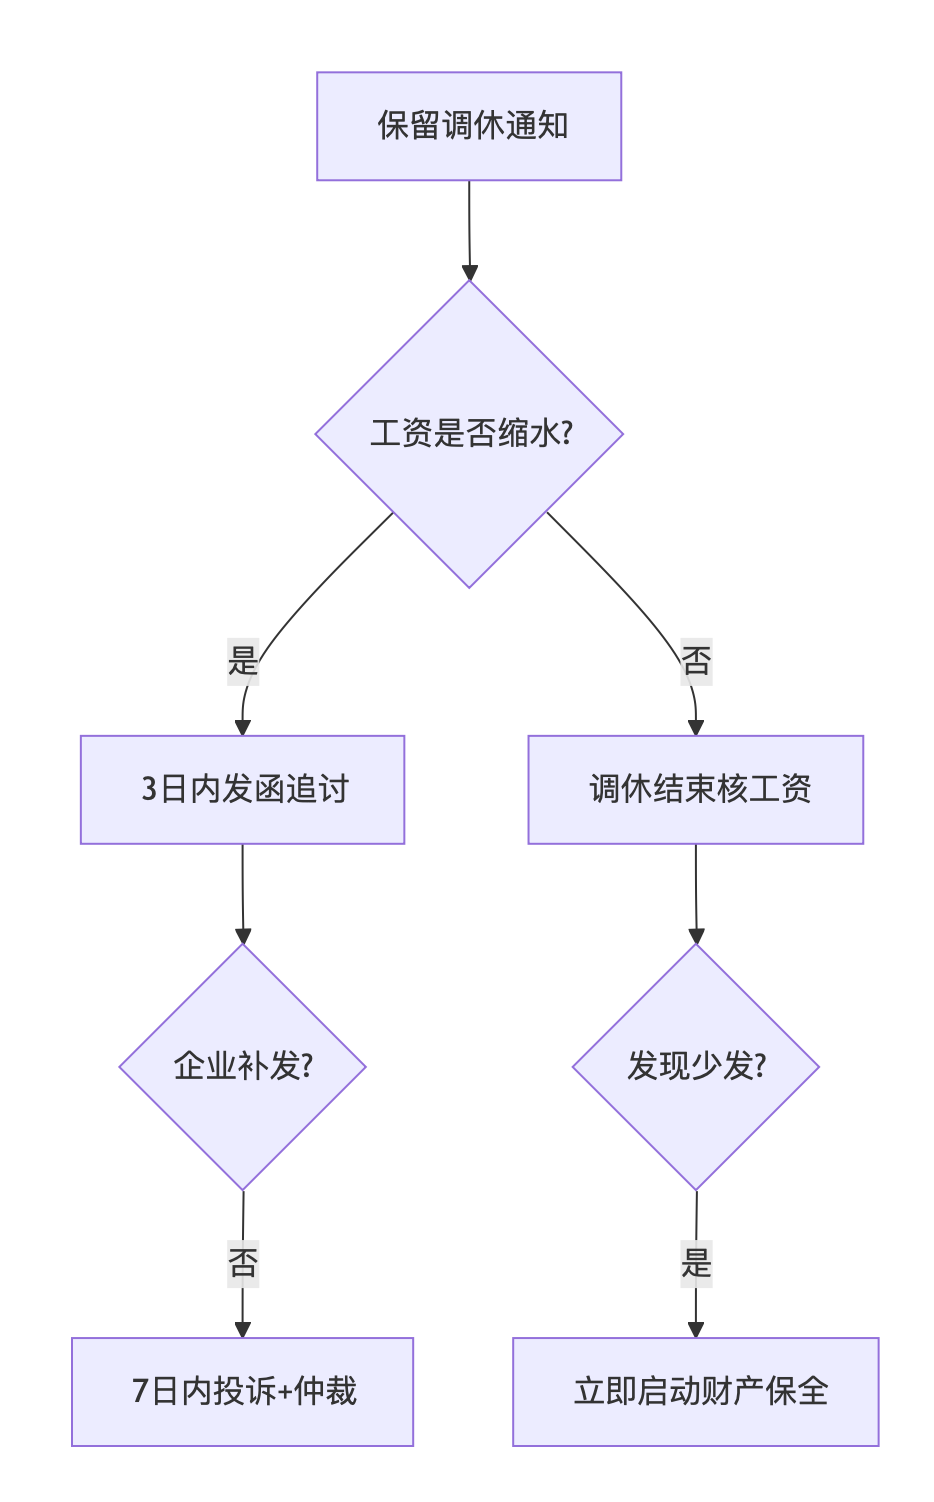 保留调休通知
工资是否缩水?
是
否
3日内发函追讨
调休结束核工资
企业补发?
发现少发?
否
是
7日内投诉+仲裁
立即启动财产保全